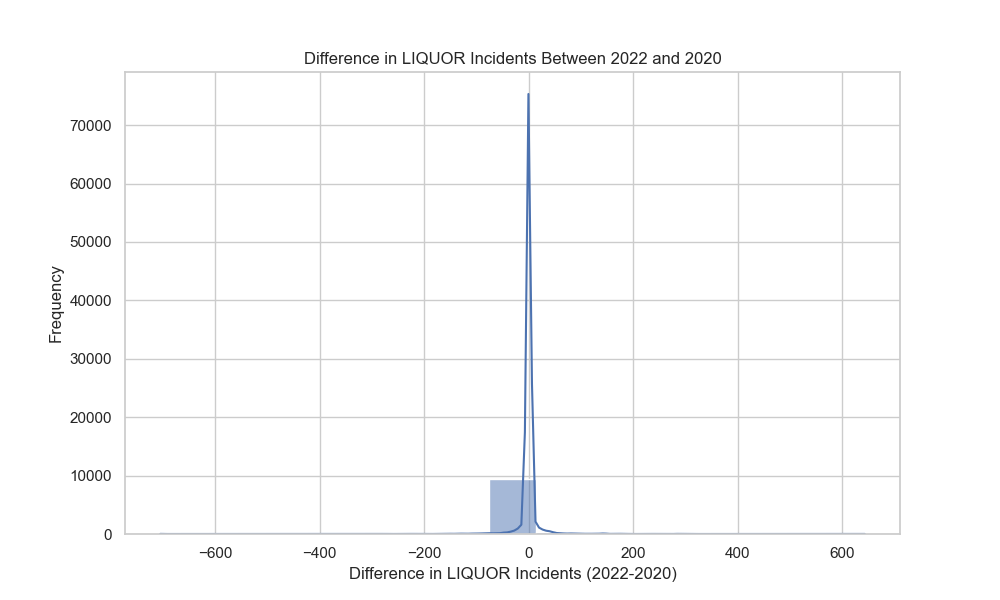 Difference in LIQUOR Incidents Between 2022 and 2020
70000
60000
50000
40000
30000
20000
10000
0
Frequency
−600 −400 −200 0 200 400 600
Difference in LIQUOR Incidents (2022-2020)